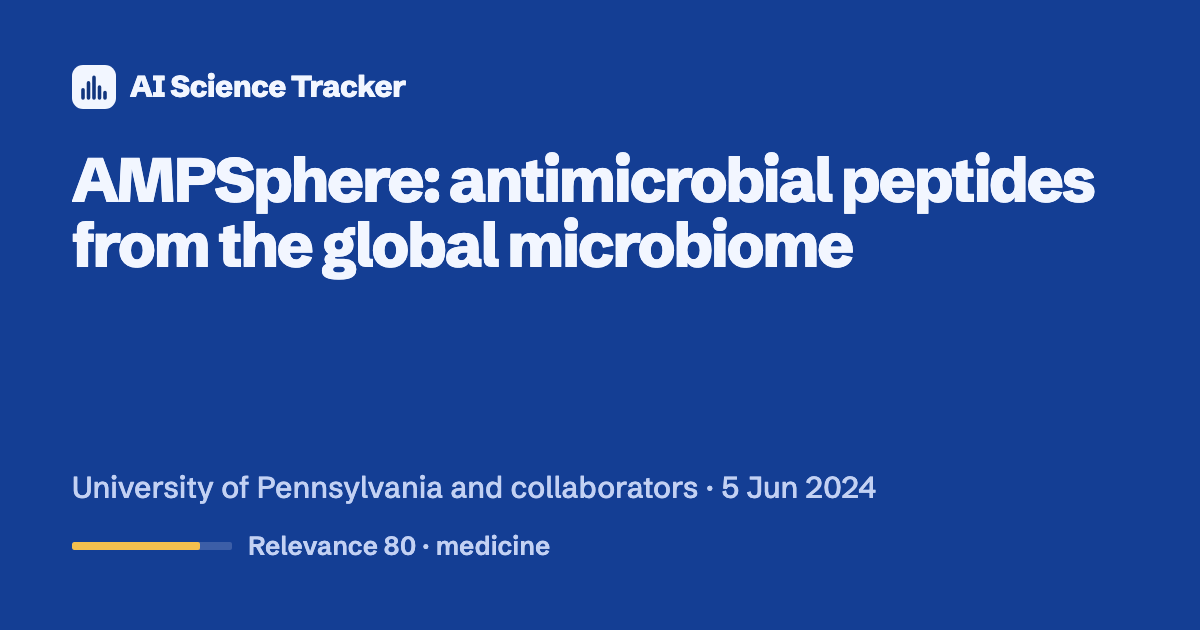 AI Science Tracker
AMPSphere: antimicrobial peptides
from the global microbiome
University of Pennsylvania and collaborators · 5 Jun 2024
Relevance 80 · medicine